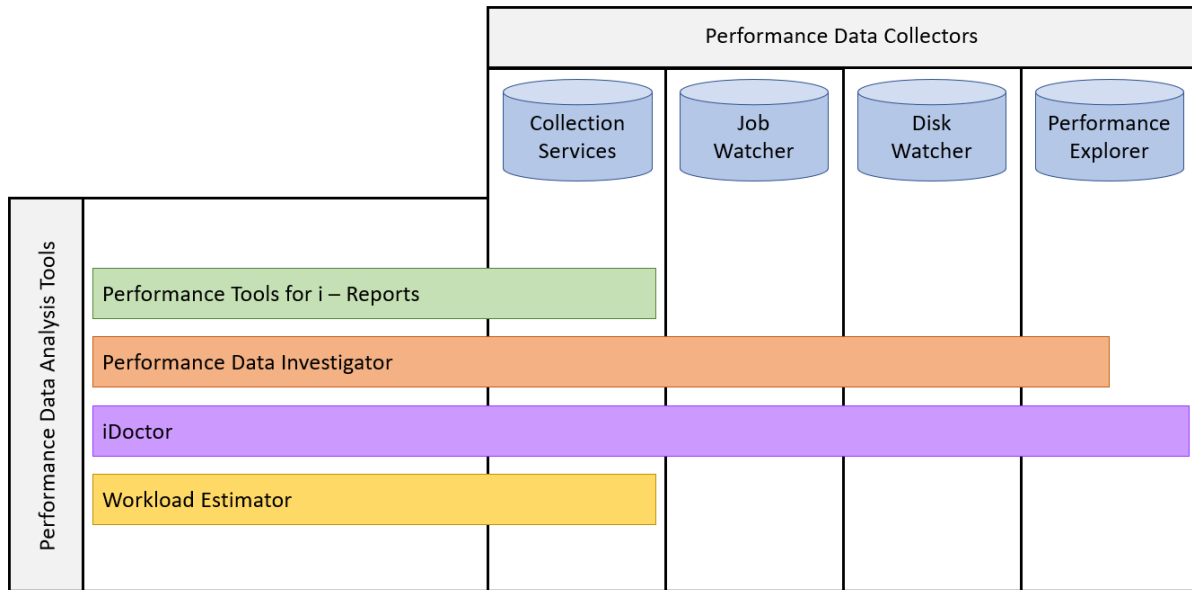 Performance Data Collectors
Collection
Services
Job
Watcher
Disk
Watcher
Performance
Explorer
Performance Data Analysis Tools
Performance Tools for i – Reports
Performance Data Investigator
iDoctor
Workload Estimator